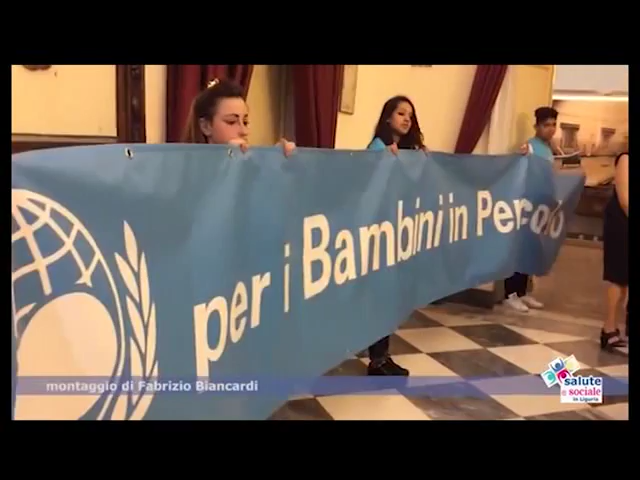 per i Bambini in Pericolo
montaggio di Fabrizio Biancardi
salute
e sociale
in Liguria